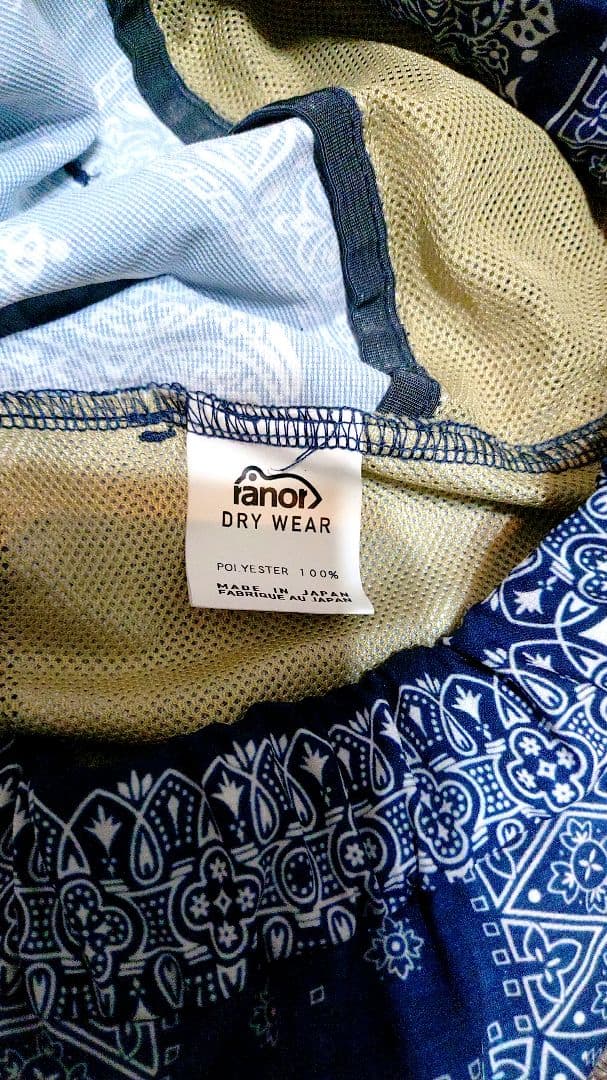 ranor
DRY WEAR
POLYESTER 100%
MADE IN JAPAN
FABRIQUE AU JAPAN